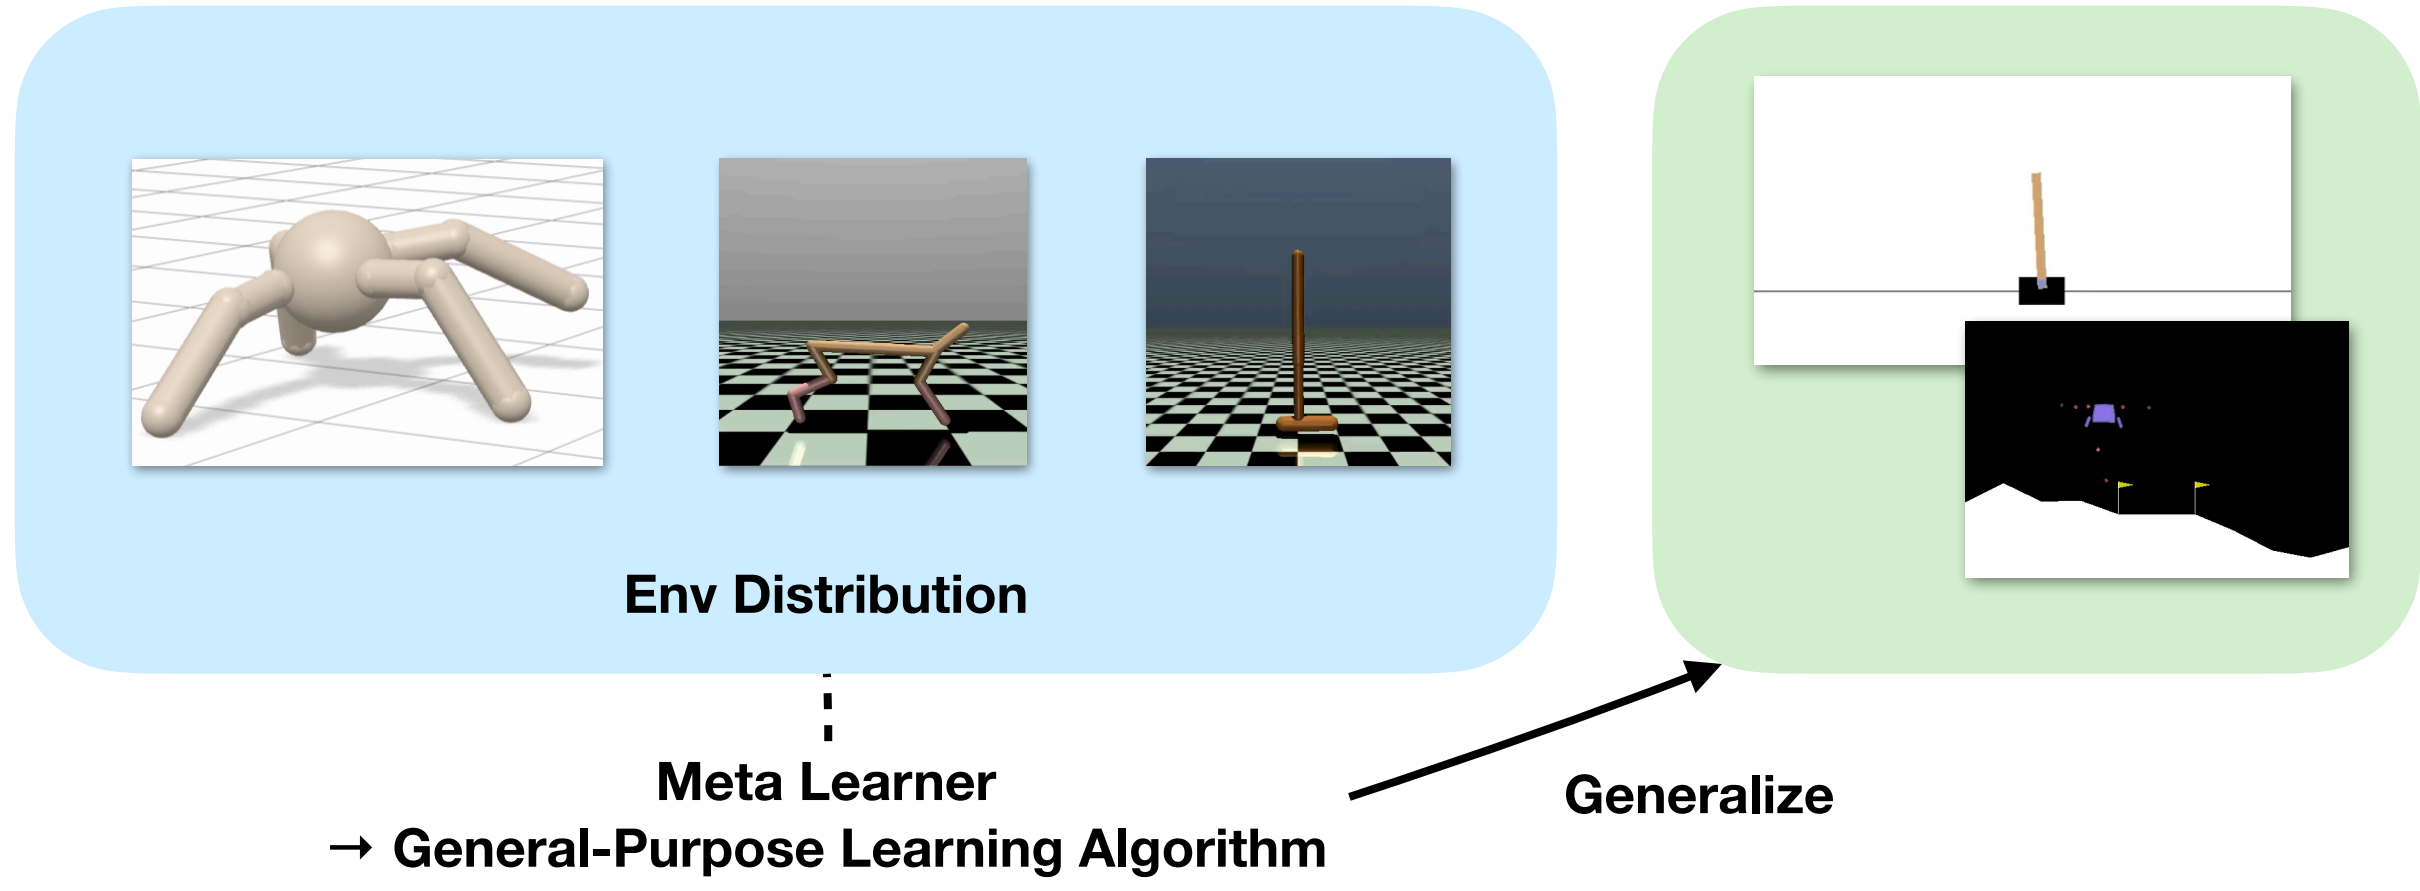 Env Distribution
Meta Learner
→ General-Purpose Learning Algorithm
Generalize